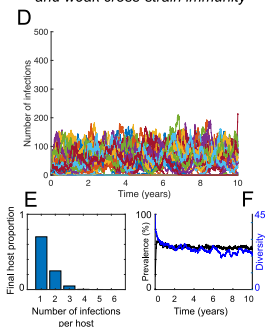 and weak cross-strain immunity
D
500
400
300
200
100
0
Number of infections
0 2 4 6 8 10
Time (years)
E
F
1
0
Final host proportion
1 2 3 4 5 6
Number of infections
per host
100
0
Prevalence (%)
45
0
Diversity
0 2 4 6 8 10
Time (years)